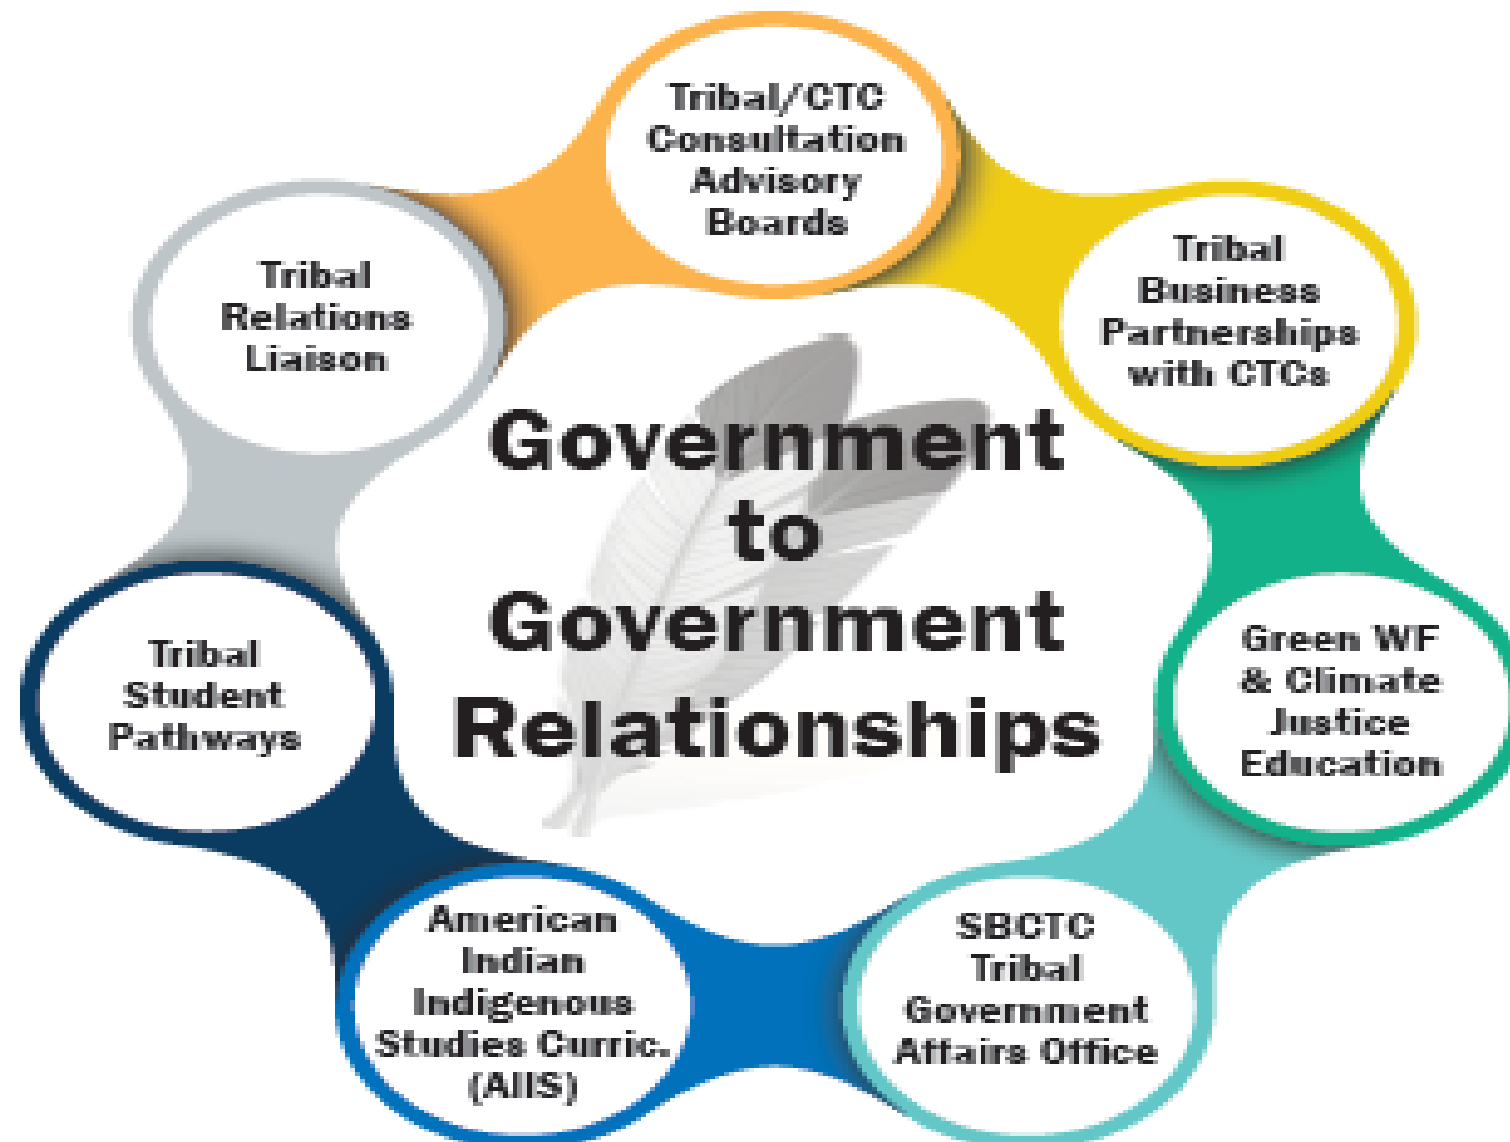 Tribal/CTC
Consultation
Advisory
Boards
Tribal
Business
Partnerships
with CTCs
Green WF
& Climate
Justice
Education
SBCTC
Tribal
Government
Affairs Office
American
Indian
Indigenous
Studies Curric.
(AIIS)
Tribal
Student
Pathways
Tribal
Relations
Liaison
Government
to
Government
Relationships